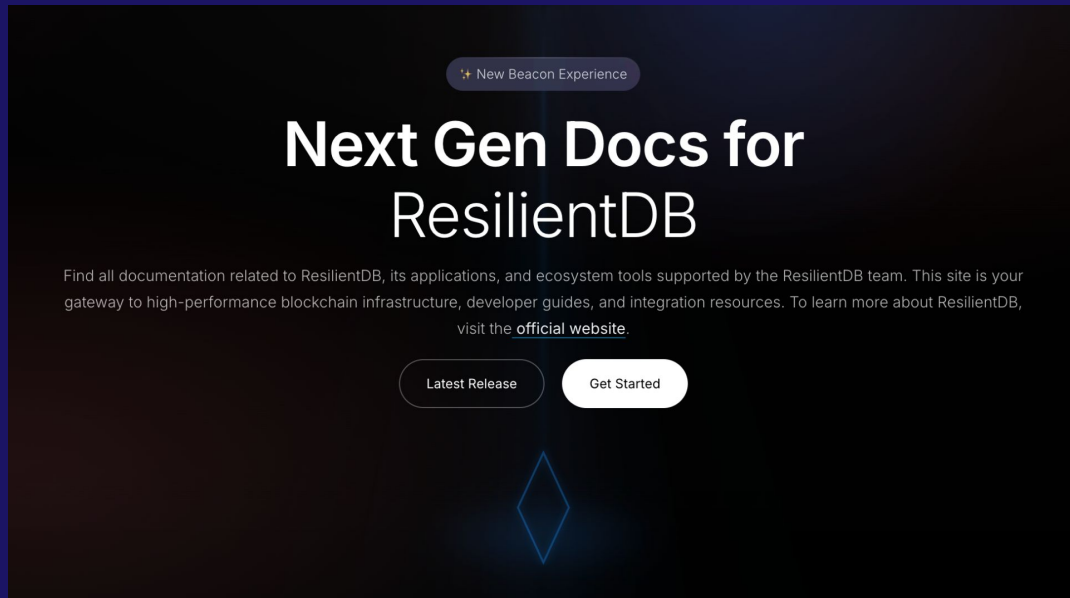 ✨ New Beacon Experience
Next Gen Docs for
ResilientDB
Find all documentation related to ResilientDB, its applications, and ecosystem tools supported by the ResilientDB team. This site is your
gateway to high-performance blockchain infrastructure, developer guides, and integration resources. To learn more about ResilientDB,
visit the official website.
Latest Release
Get Started